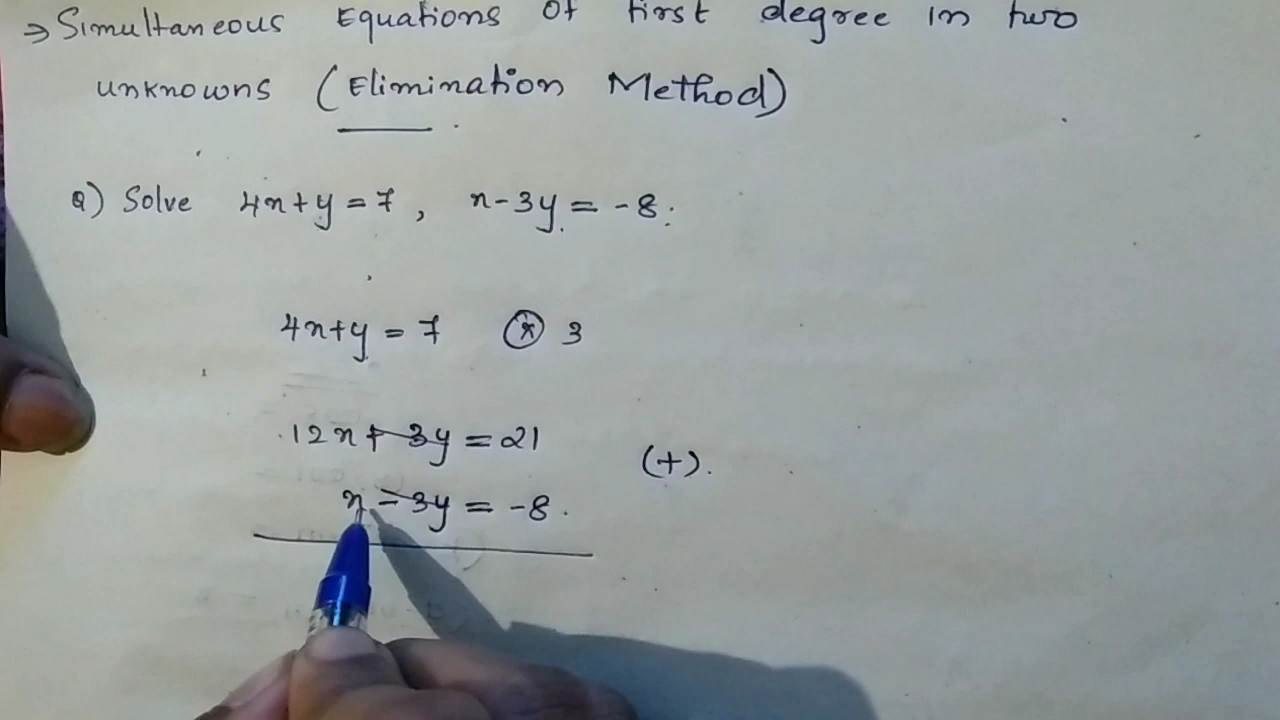 ⇒ Simultaneous Equations Of first degree in two
unknowns (Elimination Method)
Q) Solve 4x+y = 7, x-3y = -8.
4x+y = 7 ⊛ 3
12x + 3y = 21
(+).
x - 3y = -8.